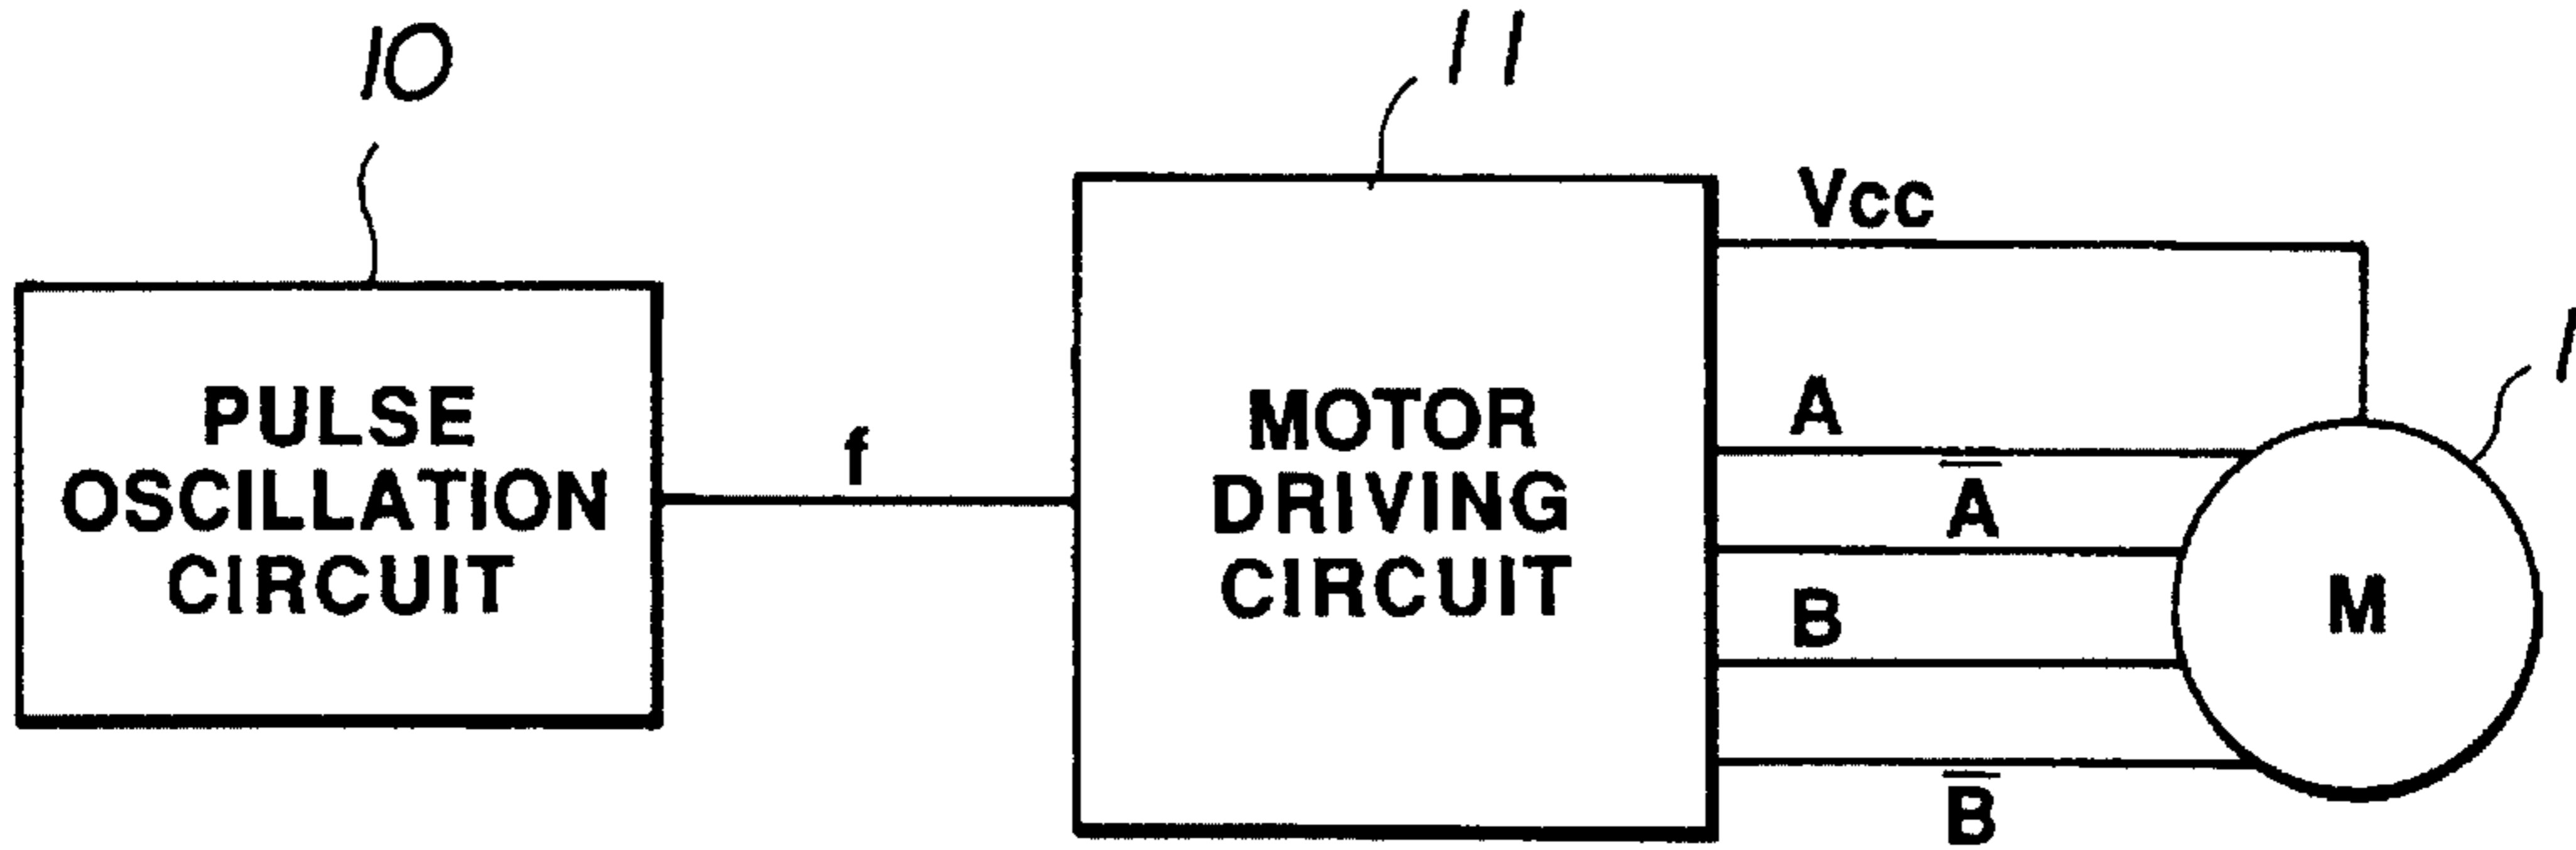 10
11
1
PULSE
OSCILLATION
CIRCUIT
f
MOTOR
DRIVING
CIRCUIT
Vcc
A
A̅
B
B̅
M